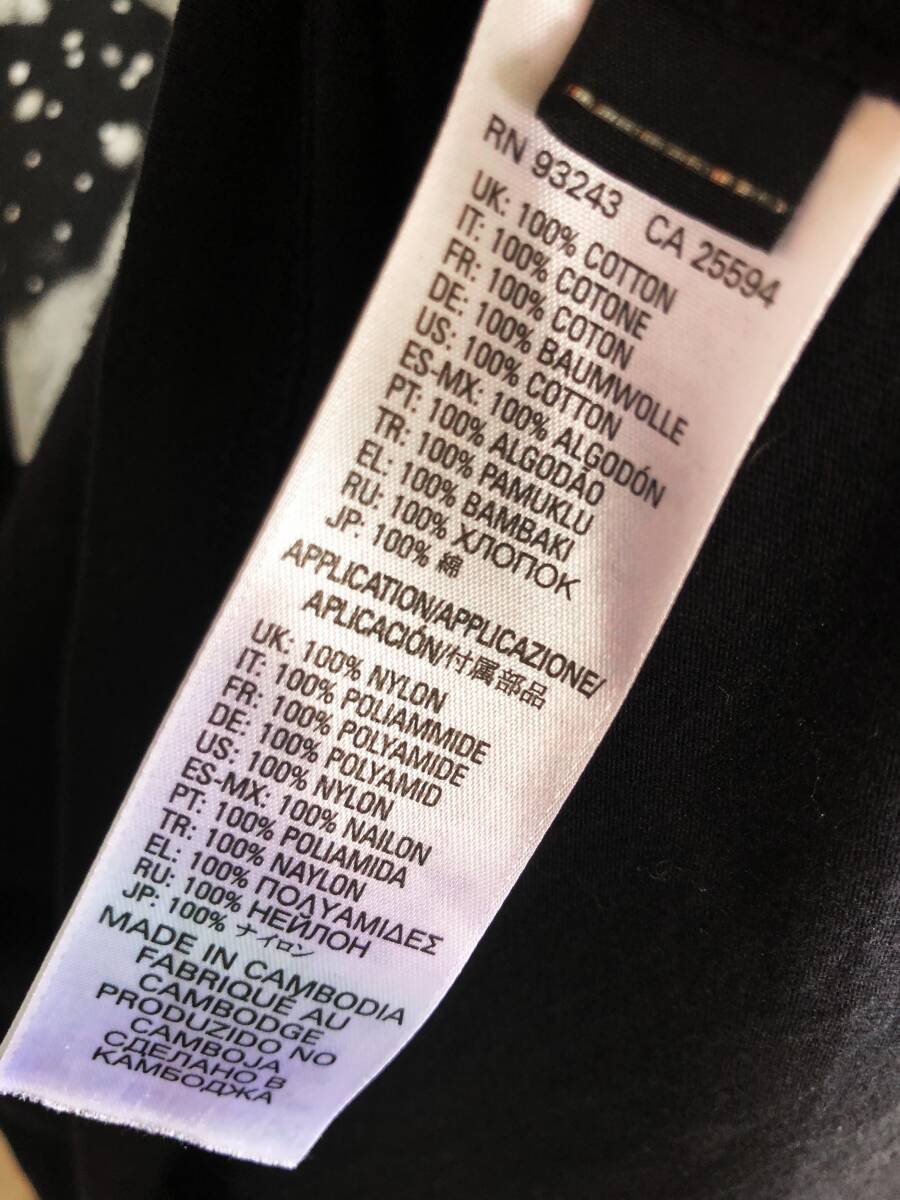 RN 93243 CA 25594
UK: 100% COTTON
IT: 100% COTONE
FR: 100% COTON
DE: 100% BAUMWOLLE
US: 100% COTTON
ES-MX: 100% ALGODÓN
PT: 100% ALGODÃO
TR: 100% PAMUKLU
EL: 100% BAMBAKI
RU: 100% ХЛОПОК
JP: 100% 綿
APPLICATION/APPLICAZIONE/
APLICACIÓN/付属部品
UK: 100% NYLON
IT: 100% POLIAMMIDE
FR: 100% POLYAMIDE
DE: 100% POLYAMID
US: 100% NYLON
ES-MX: 100% NAILON
PT: 100% POLIAMIDA
TR: 100% NAYLON
EL: 100% ΠΟΛΥΑΜΙΔΕΣ
RU: 100% НЕЙЛОН
JP: 100% ナイロン
MADE IN CAMBODIA
FABRIQUÉ AU
CAMBODGE
PRODUZIDO NO
CAMBOJA
СДЕЛАНО В
КАМБОДЖА